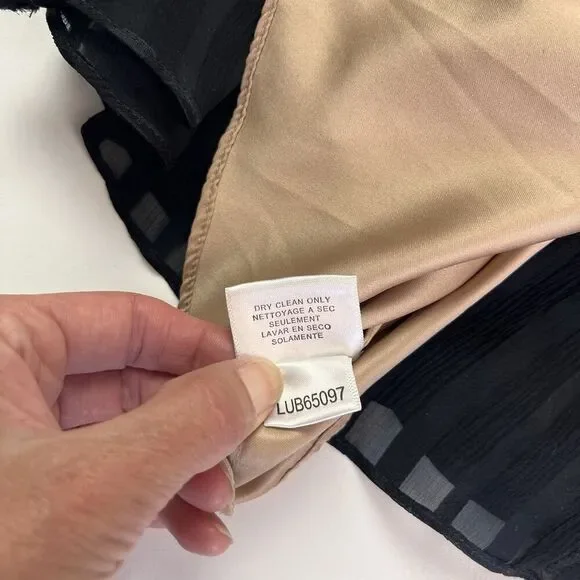 DRY CLEAN ONLY
NETTOYAGE A SEC
SEULEMENT
LAVAR EN SECO
SOLAMENTE
LUB65097